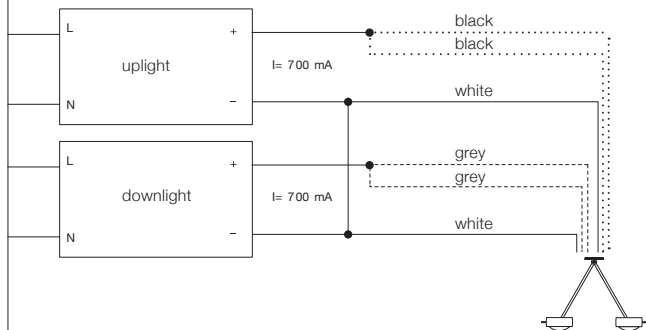 L
+
black
black
uplight
I= 700 mA
N
–
white
L
+
grey
grey
downlight
I= 700 mA
N
–
white